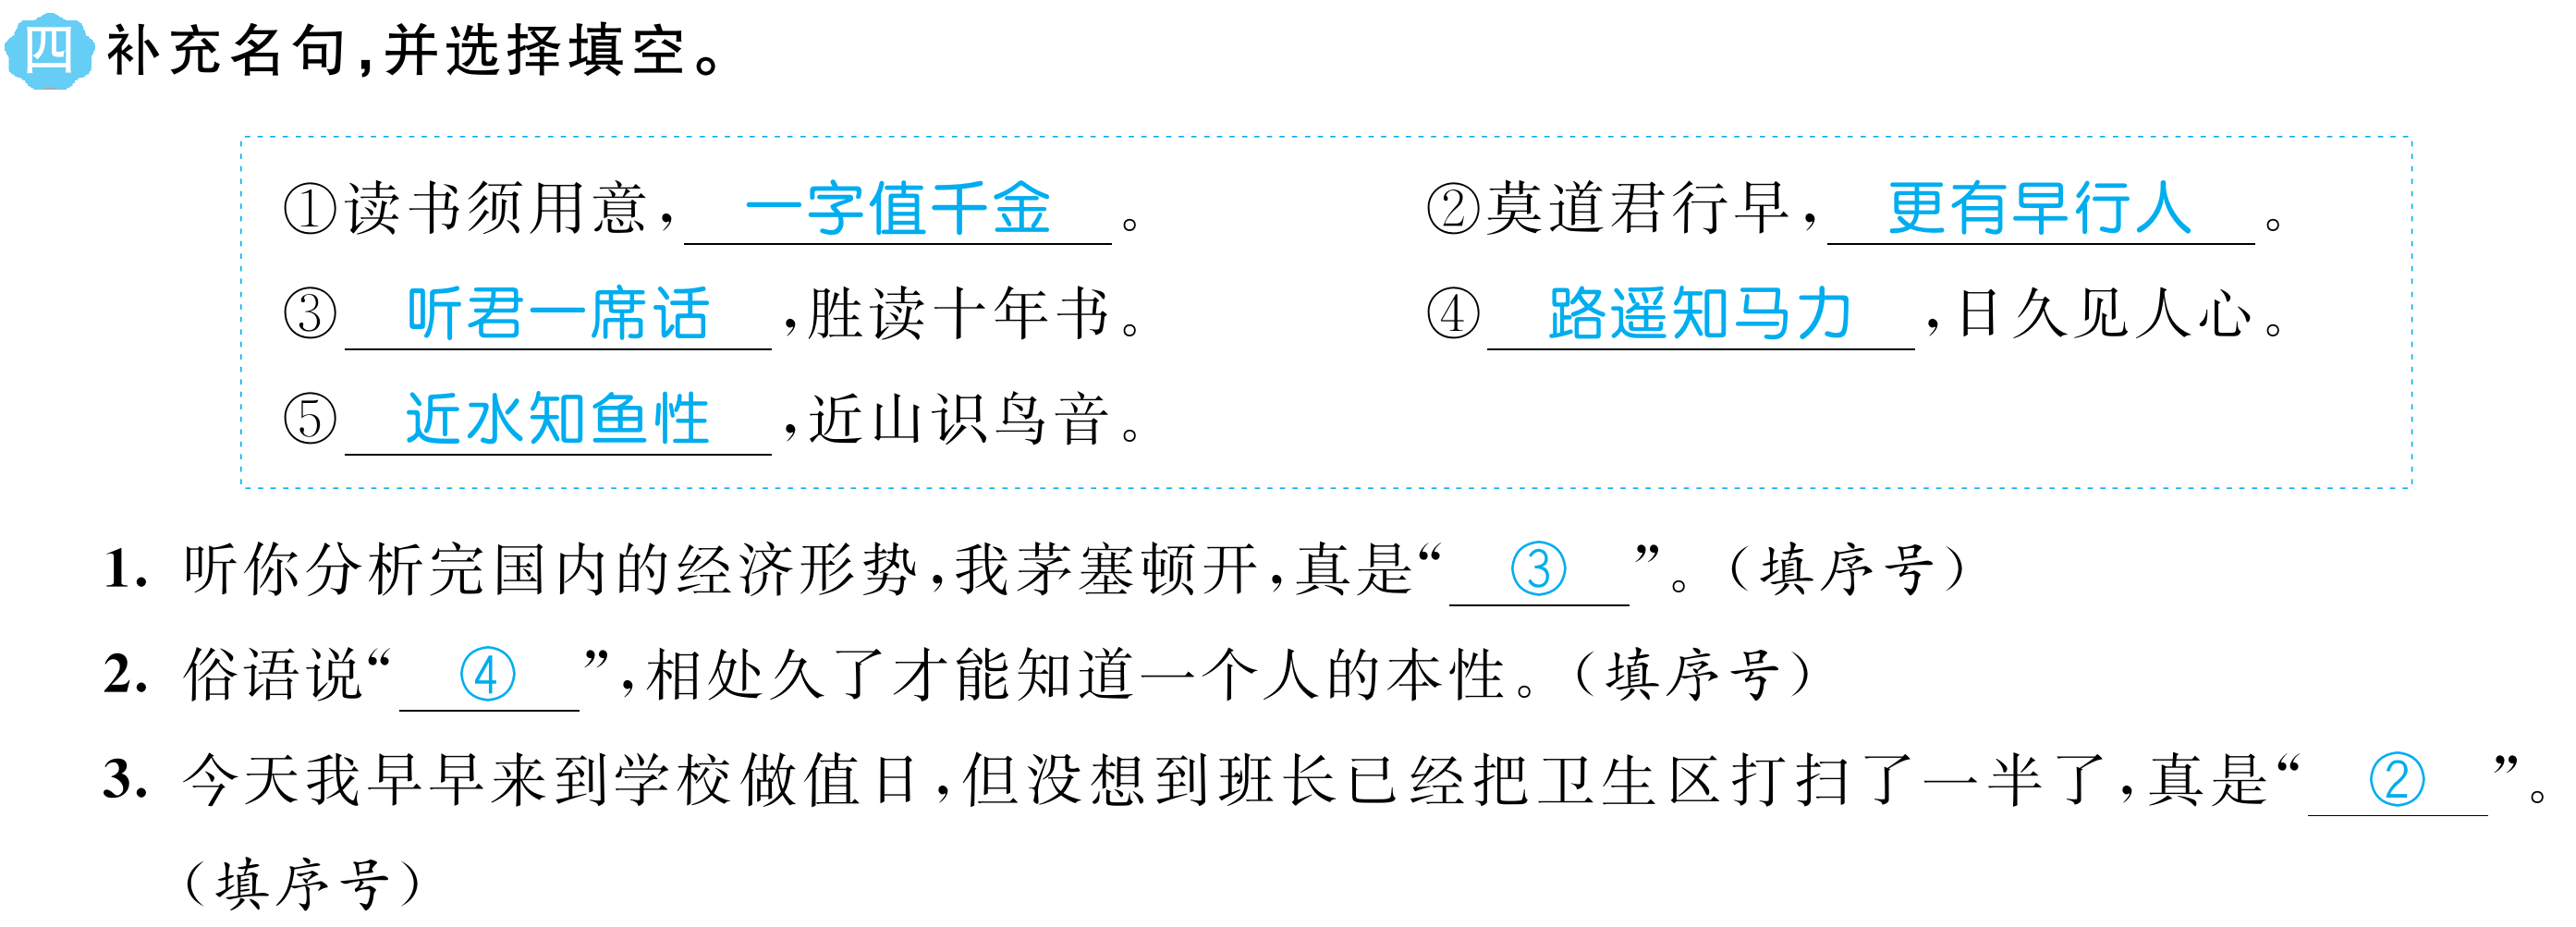 四 补充名句，并选择填空。
①读书须用意，一字值千金。 ②莫道君行早，更有早行人。
③听君一席话，胜读十年书。 ④路遥知马力，日久见人心。
⑤近水知鱼性，近山识鸟音。
1. 听你分析完国内的经济形势，我茅塞顿开，真是“③”。（填序号）
2. 俗语说“④”，相处久了才能知道一个人的本性。（填序号）
3. 今天我早早来到学校做值日，但没想到班长已经把卫生区打扫了一半了，真是“②”。
（填序号）